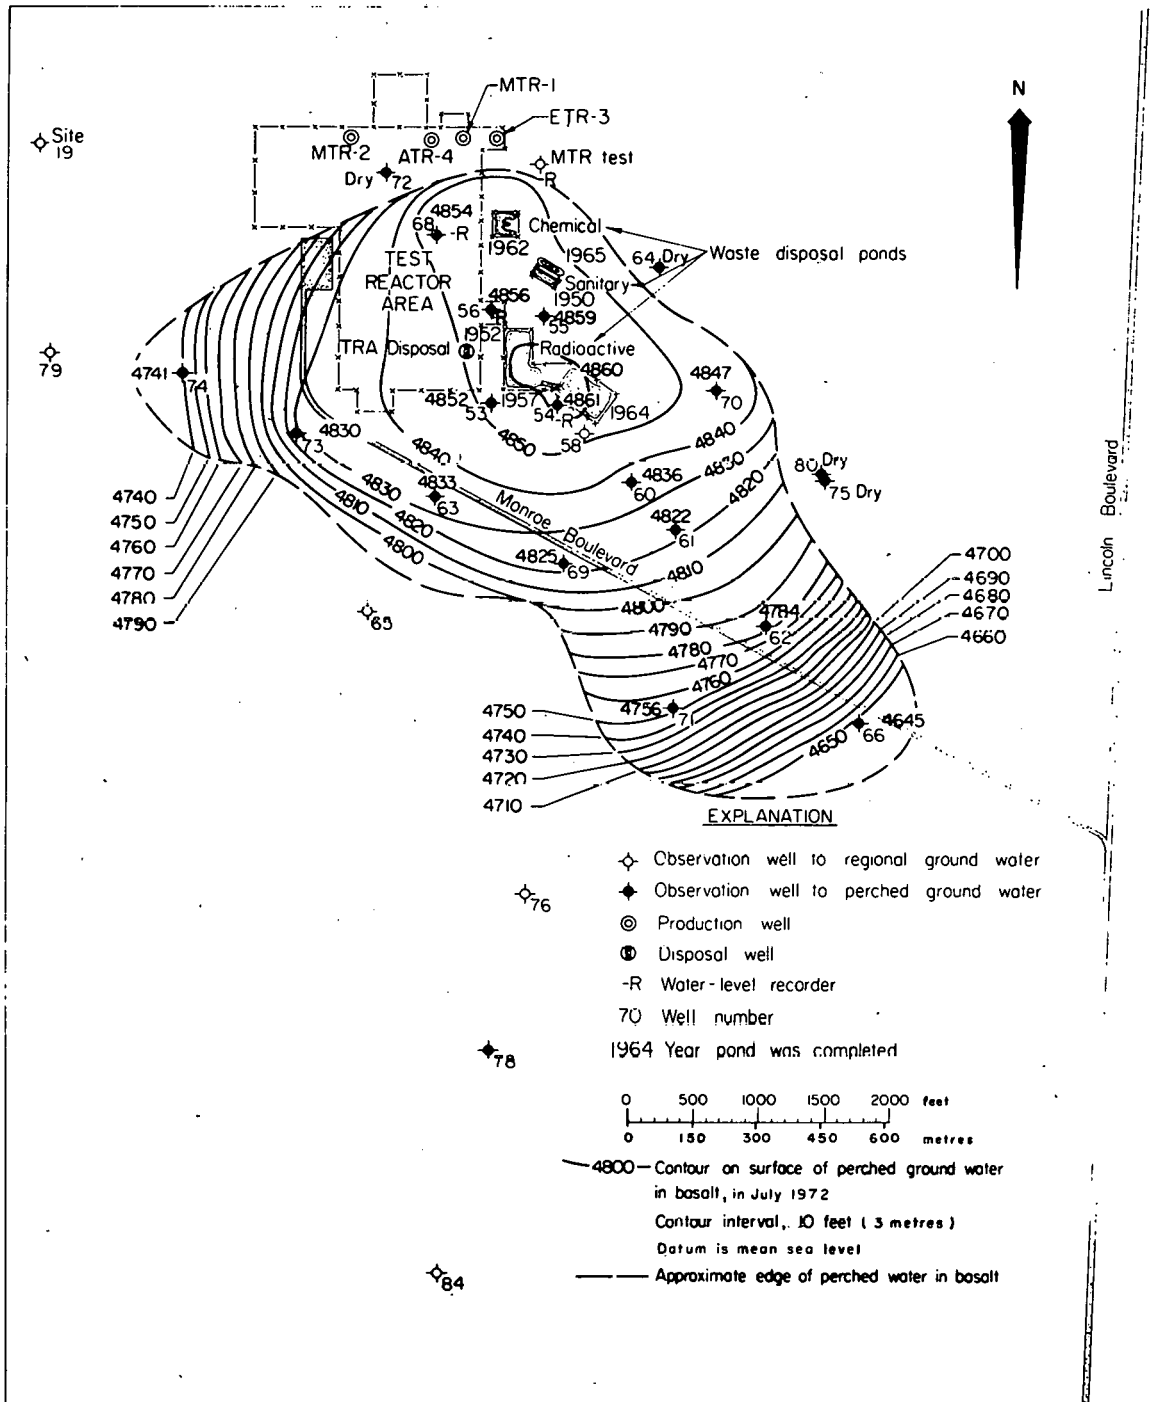 MTR-1
N
ETR-3
Site
19
MTR-2
ATR-4
MTR test
R
Dry
72
4854
68
-R
Chemical
1962
1965
64 Dry
Waste disposal ponds
TEST
REACTOR
AREA
Sanitary
1950
56
4856
R
4859
55
1952
79
TRA Disposal
Radioactive
4860
4741
74
4852
53
1957
54
4861
-R
1964
4847
70
58
4850
4840
4840
4830
4830
73
4820
80 Dry
75 Dry
4836
60
4833
63
4830
4810
4820
4800
Monroe Boulevard
4822
61
Lincoln Boulevard
4740
4750
4760
4770
4780
4790
4825
69
4810
4800
4700
4690
4680
4670
4660
65
4784
62
4790
4780
4770
4760
4756
71
4750
4740
4730
4720
4710
4645
66
4650
EXPLANATION
Observation well to regional ground water
Observation well to perched ground water
Production well
Disposal well
-R Water-level recorder
70 Well number
1964 Year pond was completed
76
78
84
0 500 1000 1500 2000 feet
0 150 300 450 600 metres
4800 Contour on surface of perched ground water
in basalt, in July 1972
Contour interval, 10 feet (3 metres)
Datum is mean sea level
Approximate edge of perched water in basalt